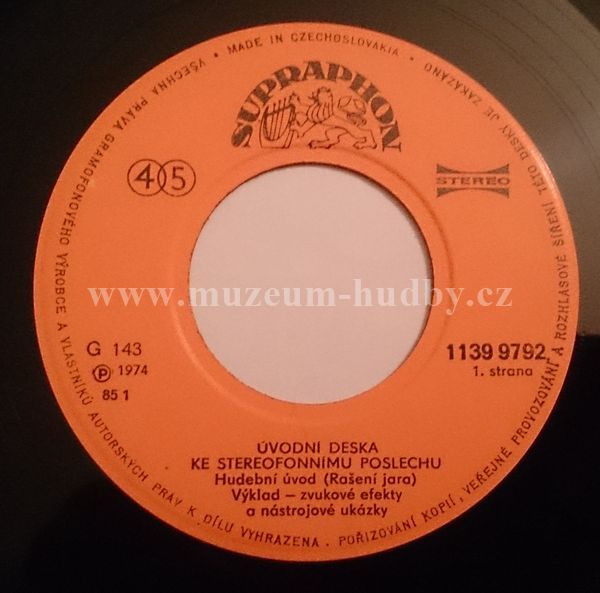 VŠECHNA PRÁVA GRAMOFONOVÉHO VÝROBCE A VLASTNÍKŮ AUTORSKÝCH PRÁV K DÍLU VYHRAZENA. POŘIZOVÁNÍ KOPIÍ, VEŘEJNÉ PROVOZOVÁNÍ A ROZHLASOVÉ ŠÍŘENÍ TÉTO DESKY JE ZAKÁZÁNO
• MADE IN CZECHOSLOVAKIA •
SUPRAPHON
45
STEREO
www.muzeum-hudby.cz
G 143
1139 9792
Ⓟ 1974
1. strana
85 1
ÚVODNÍ DESKA
KE STEREOFONNÍMU POSLECHU
Hudební úvod (Rašení jara)
Výklad – zvukové efekty
a nástrojové ukázky